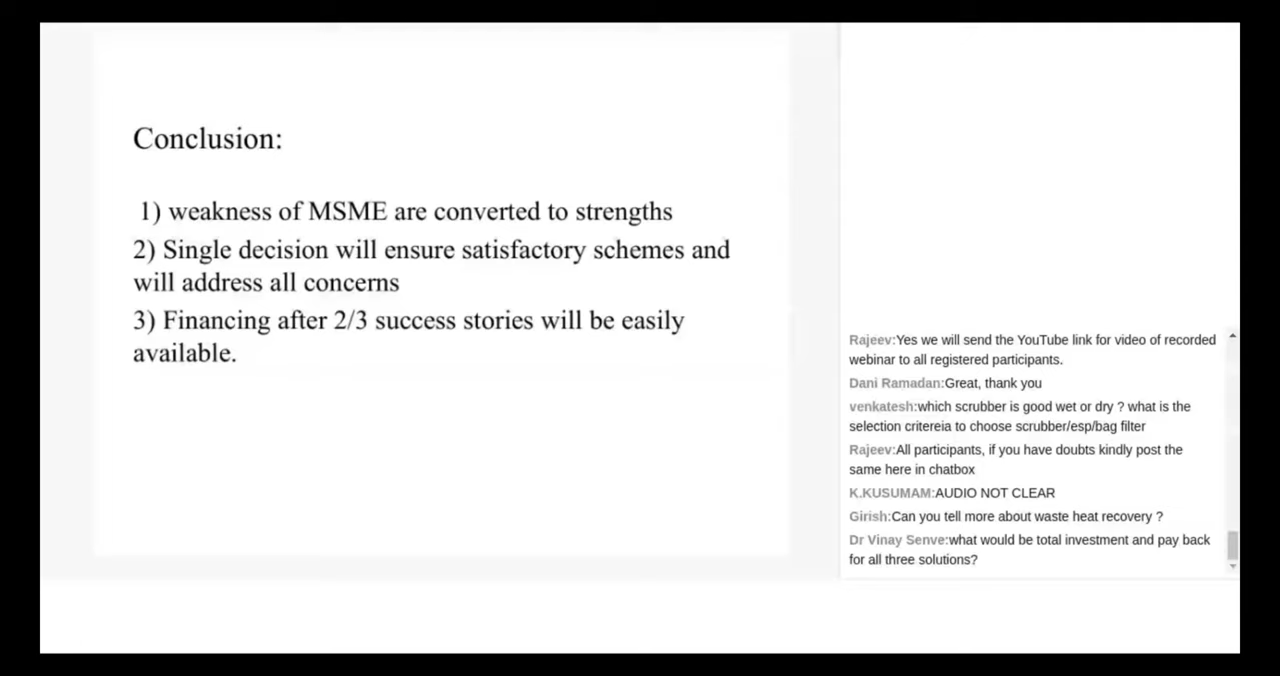 Conclusion:
1) weakness of MSME are converted to strengths
2) Single decision will ensure satisfactory schemes and
will address all concerns
3) Financing after 2/3 success stories will be easily
available.
Rajeev:Yes we will send the YouTube link for video of recorded
webinar to all registered participants.
Dani Ramadan:Great, thank you
venkatesh:which scrubber is good wet or dry ? what is the
selection critereia to choose scrubber/esp/bag filter
Rajeev:All participants, if you have doubts kindly post the
same here in chatbox
K.KUSUMAM:AUDIO NOT CLEAR
Girish:Can you tell more about waste heat recovery ?
Dr Vinay Senve:what would be total investment and pay back
for all three solutions?